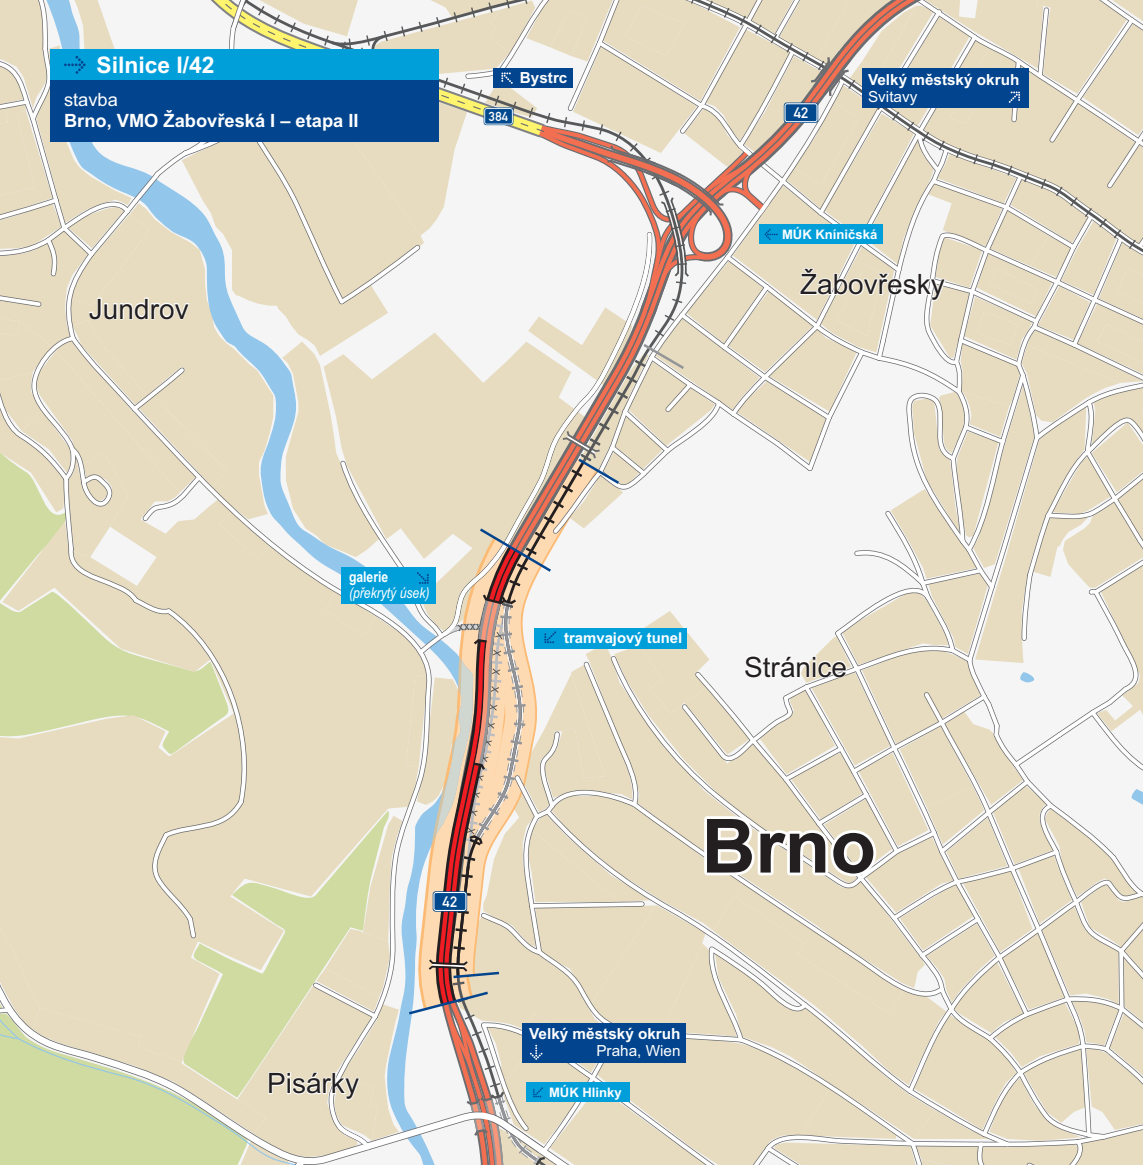 Silnice I/42
stavba
Brno, VMO Žabovřeská I – etapa II
Bystrc
384
42
Velký městský okruh
Svitavy
MÚK Kníničská
Žabovřesky
Jundrov
galerie
(překrytý úsek)
tramvajový tunel
Stránice
Brno
42
Velký městský okruh
Praha, Wien
MÚK Hlinky
Pisárky